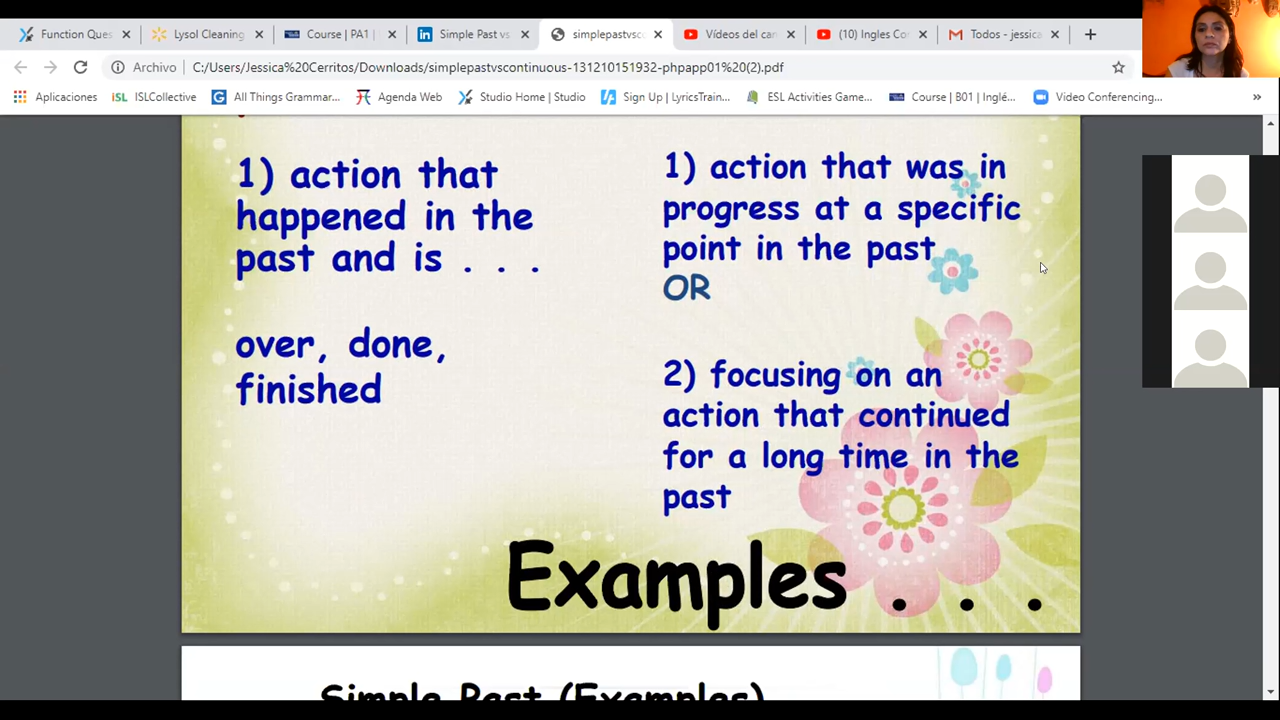 Function Ques
Lysol Cleaning
Course | PA1 |
Simple Past vs
simplepastvsco
Vídeos del can
(10) Ingles Co
Todos - jessica
Archivo
C:/Users/Jessica%20Cerritos/Downloads/simplepastvscontinuous-131210151932-phpapp01%20(2).pdf
Aplicaciones
iSL ISLCollective
All Things Grammar...
Agenda Web
Studio Home | Studio
Sign Up | LyricsTrain...
ESL Activities Game...
Course | B01 | Inglé...
Video Conferencing...
»
1) action that
happened in the
past and is . . .
over, done,
finished
1) action that was in
progress at a specific
point in the past
OR
2) focusing on an
action that continued
for a long time in the
past
Examples . . .
Simple Past (Examples)